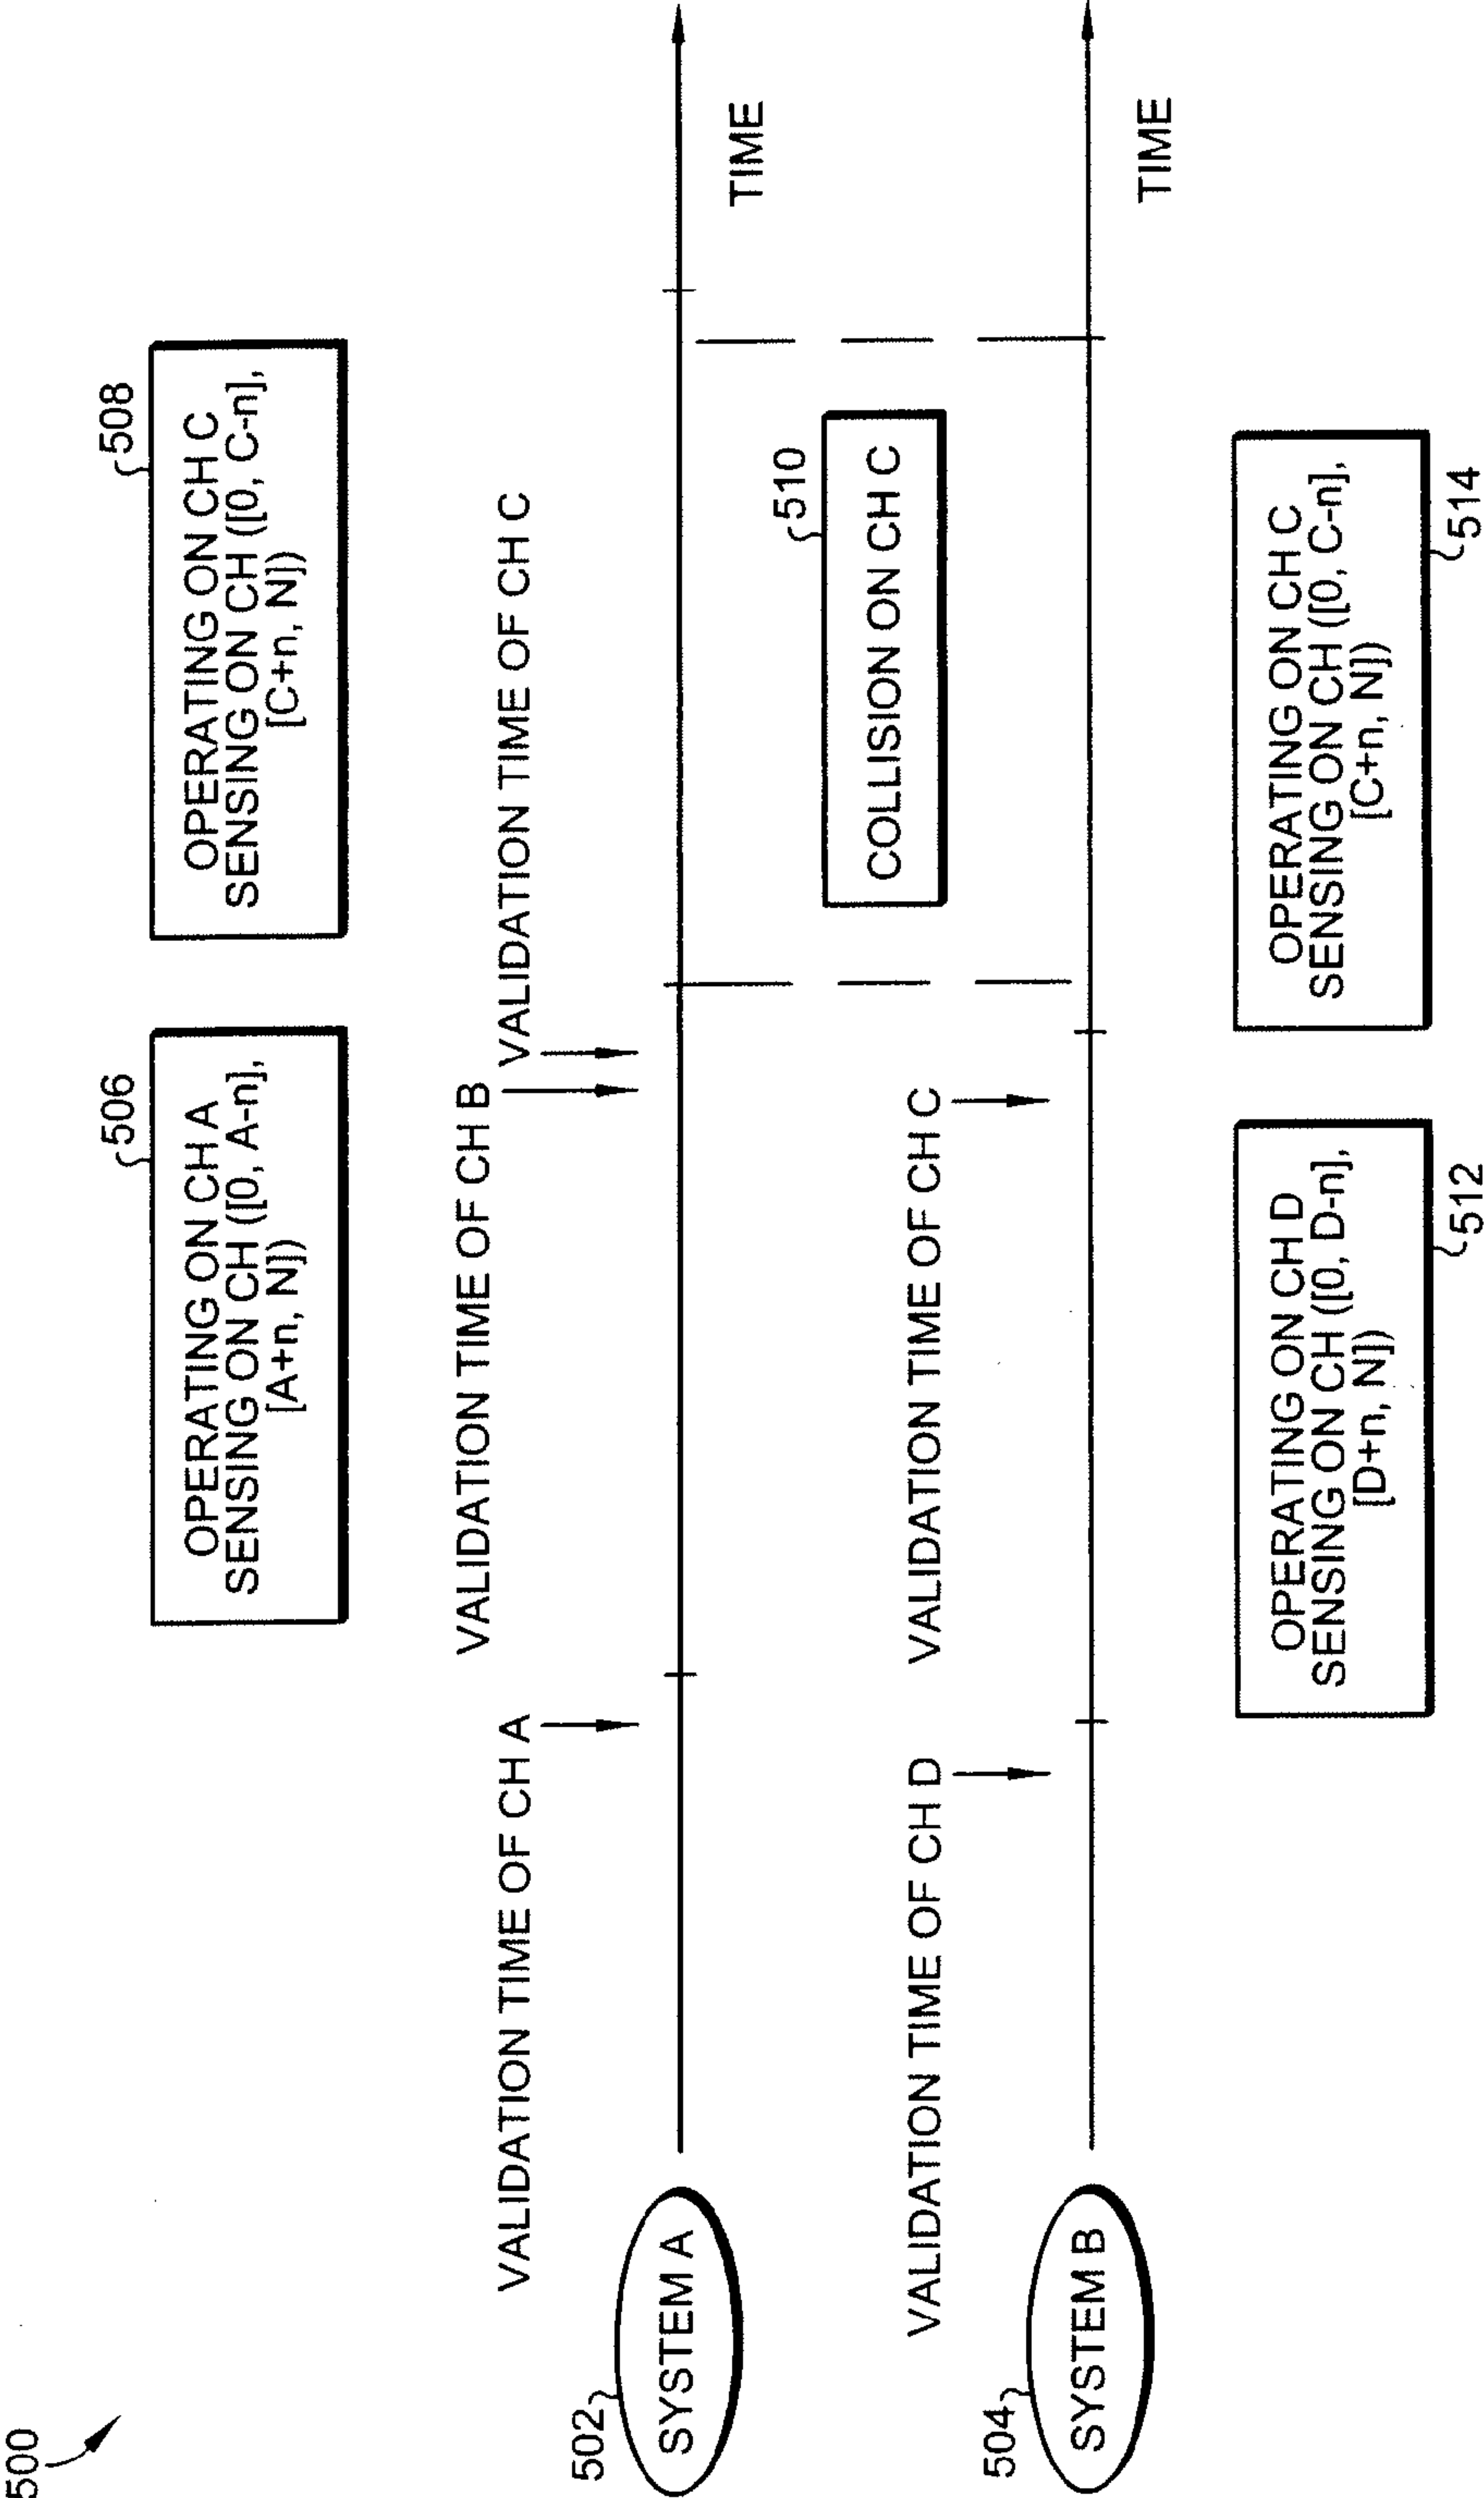 500
506
OPERATING ON CH A
SENSING ON CH ([0, A-n],
[A+n, N])
508
OPERATING ON CH C
SENSING ON CH ([0, C-n],
[C+n, N])
VALIDATION TIME OF CH B
VALIDATION TIME OF CH A
VALIDATION TIME OF CH C
502
SYSTEM A
TIME
510
COLLISION ON CH C
VALIDATION TIME OF CH D
VALIDATION TIME OF CH C
504
SYSTEM B
TIME
OPERATING ON CH D
SENSING ON CH ([0, D-n],
[D+n, N])
512
OPERATING ON CH C
SENSING ON CH ([0, C-n],
[C+n, N])
514